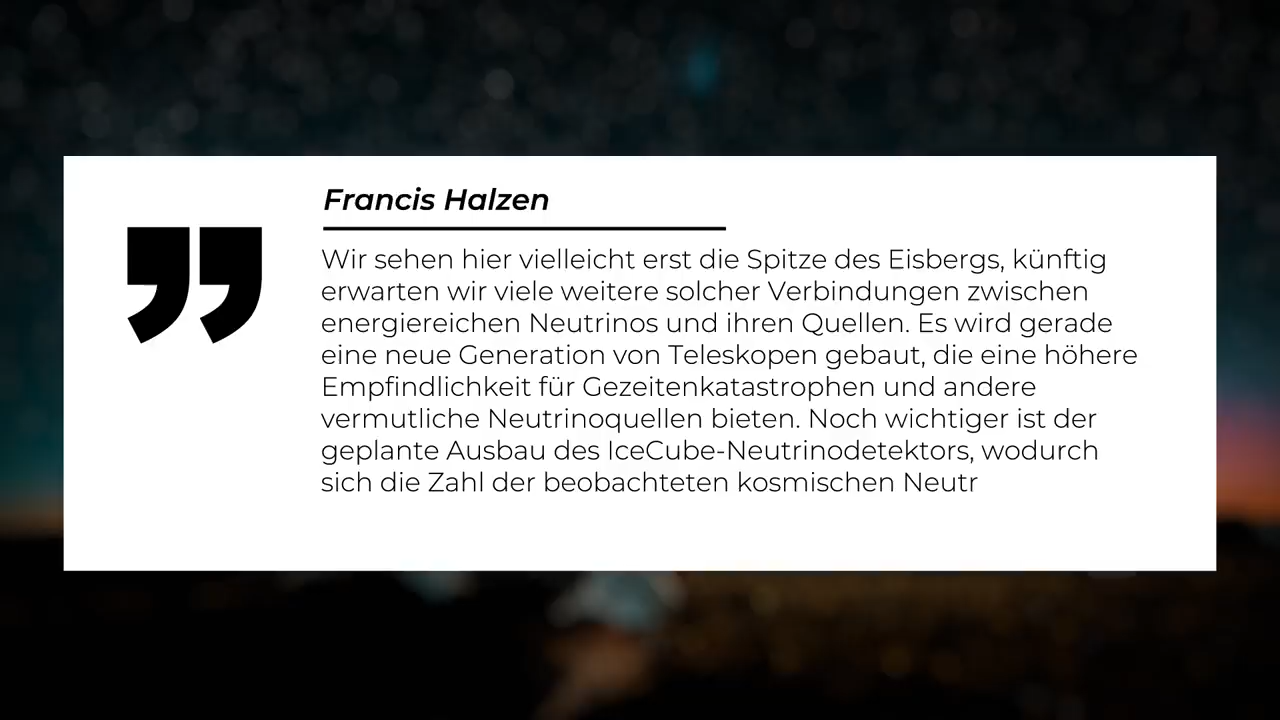 Francis Halzen
Wir sehen hier vielleicht erst die Spitze des Eisbergs, künftig
erwarten wir viele weitere solcher Verbindungen zwischen
energiereichen Neutrinos und ihren Quellen. Es wird gerade
eine neue Generation von Teleskopen gebaut, die eine höhere
Empfindlichkeit für Gezeitenkatastrophen und andere
vermutliche Neutrinoquellen bieten. Noch wichtiger ist der
geplante Ausbau des IceCube-Neutrinodetektors, wodurch
sich die Zahl der beobachteten kosmischen Neutr